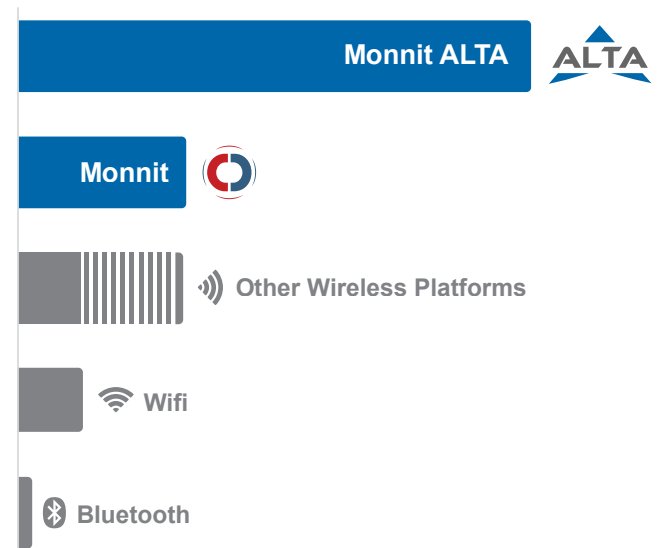 Monnit ALTA
ALTA
Monnit
Other Wireless Platforms
Wifi
Bluetooth